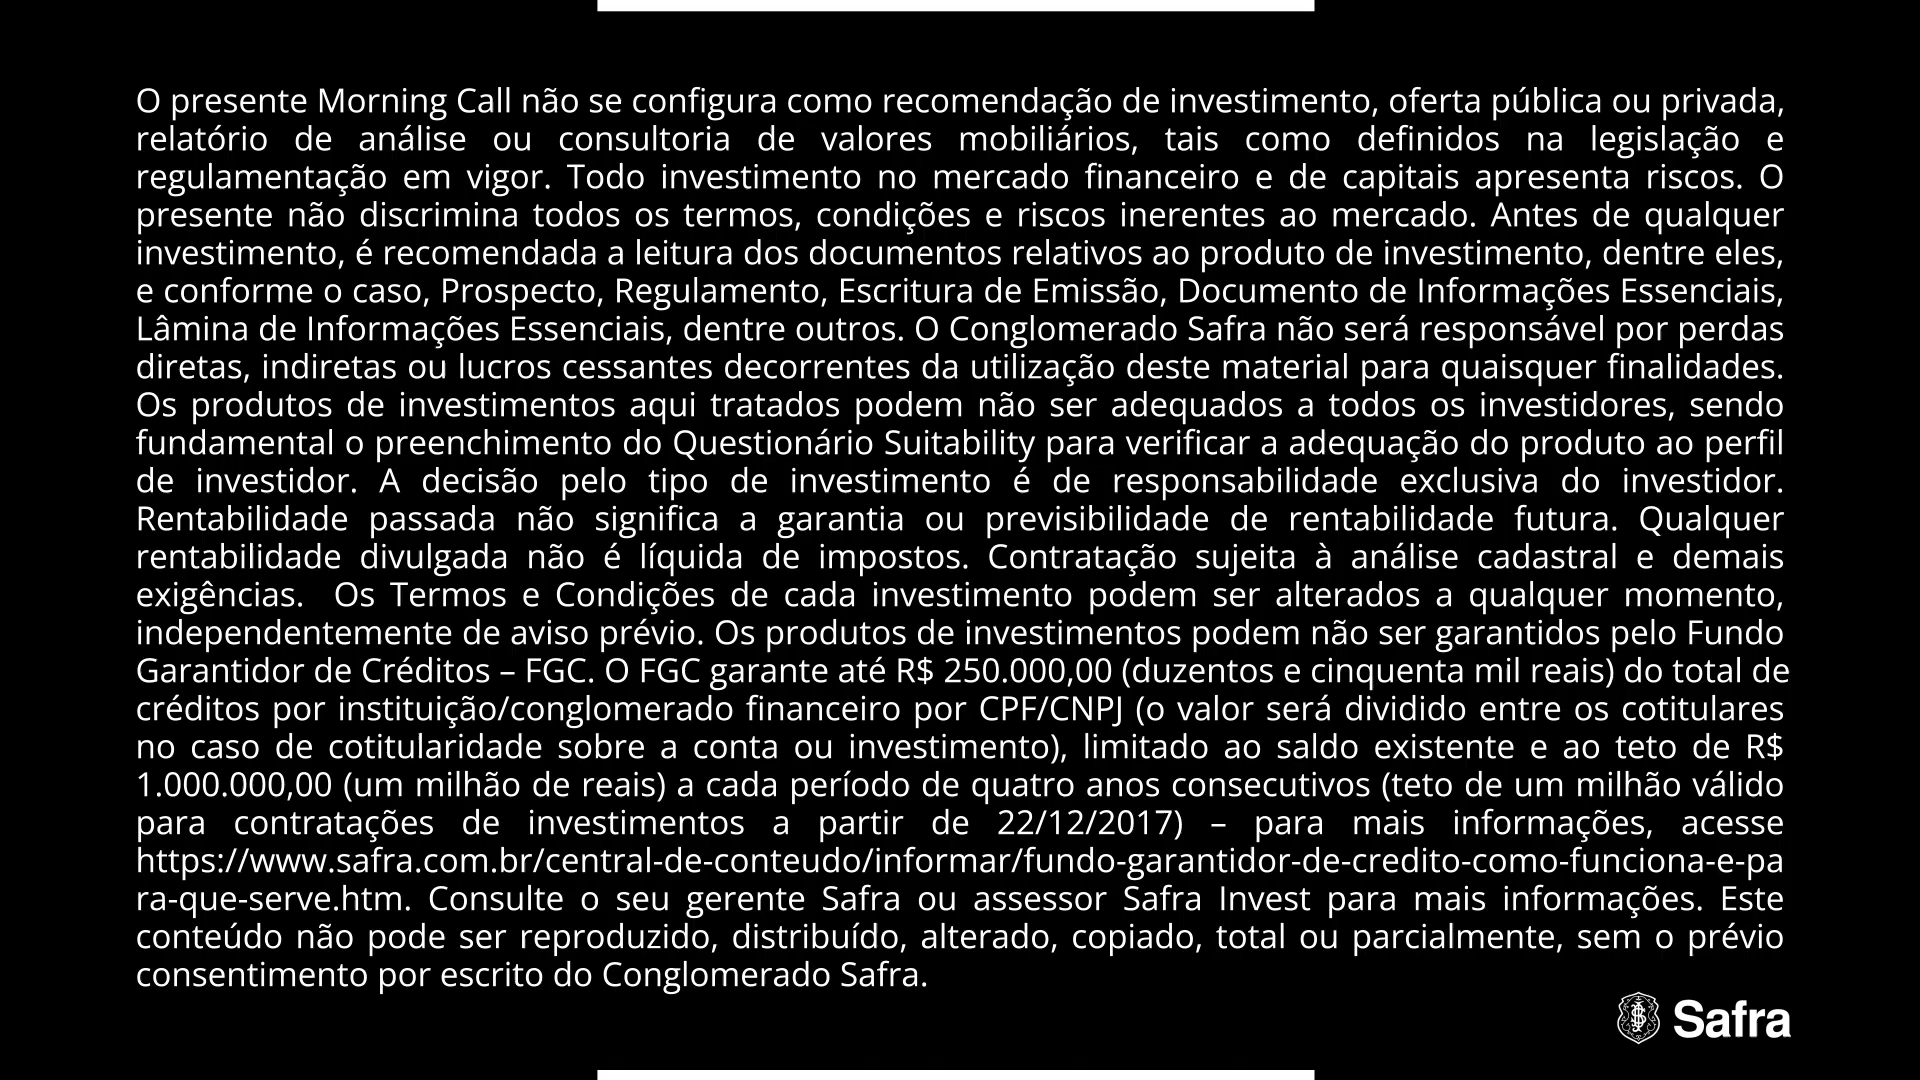 O presente Morning Call não se configura como recomendação de investimento, oferta pública ou privada,
relatório de análise ou consultoria de valores mobiliários, tais como definidos na legislação e
regulamentação em vigor. Todo investimento no mercado financeiro e de capitais apresenta riscos. O
presente não discrimina todos os termos, condições e riscos inerentes ao mercado. Antes de qualquer
investimento, é recomendada a leitura dos documentos relativos ao produto de investimento, dentre eles,
e conforme o caso, Prospecto, Regulamento, Escritura de Emissão, Documento de Informações Essenciais,
Lâmina de Informações Essenciais, dentre outros. O Conglomerado Safra não será responsável por perdas
diretas, indiretas ou lucros cessantes decorrentes da utilização deste material para quaisquer finalidades.
Os produtos de investimentos aqui tratados podem não ser adequados a todos os investidores, sendo
fundamental o preenchimento do Questionário Suitability para verificar a adequação do produto ao perfil
de investidor. A decisão pelo tipo de investimento é de responsabilidade exclusiva do investidor.
Rentabilidade passada não significa a garantia ou previsibilidade de rentabilidade futura. Qualquer
rentabilidade divulgada não é líquida de impostos. Contratação sujeita à análise cadastral e demais
exigências. Os Termos e Condições de cada investimento podem ser alterados a qualquer momento,
independentemente de aviso prévio. Os produtos de investimentos podem não ser garantidos pelo Fundo
Garantidor de Créditos – FGC. O FGC garante até R$ 250.000,00 (duzentos e cinquenta mil reais) do total de
créditos por instituição/conglomerado financeiro por CPF/CNPJ (o valor será dividido entre os cotitulares
no caso de cotitularidade sobre a conta ou investimento), limitado ao saldo existente e ao teto de R$
1.000.000,00 (um milhão de reais) a cada período de quatro anos consecutivos (teto de um milhão válido
para contratações de investimentos a partir de 22/12/2017) – para mais informações, acesse
https://www.safra.com.br/central-de-conteudo/informar/fundo-garantidor-de-credito-como-funciona-e-pa
ra-que-serve.htm. Consulte o seu gerente Safra ou assessor Safra Invest para mais informações. Este
conteúdo não pode ser reproduzido, distribuído, alterado, copiado, total ou parcialmente, sem o prévio
consentimento por escrito do Conglomerado Safra.
Safra